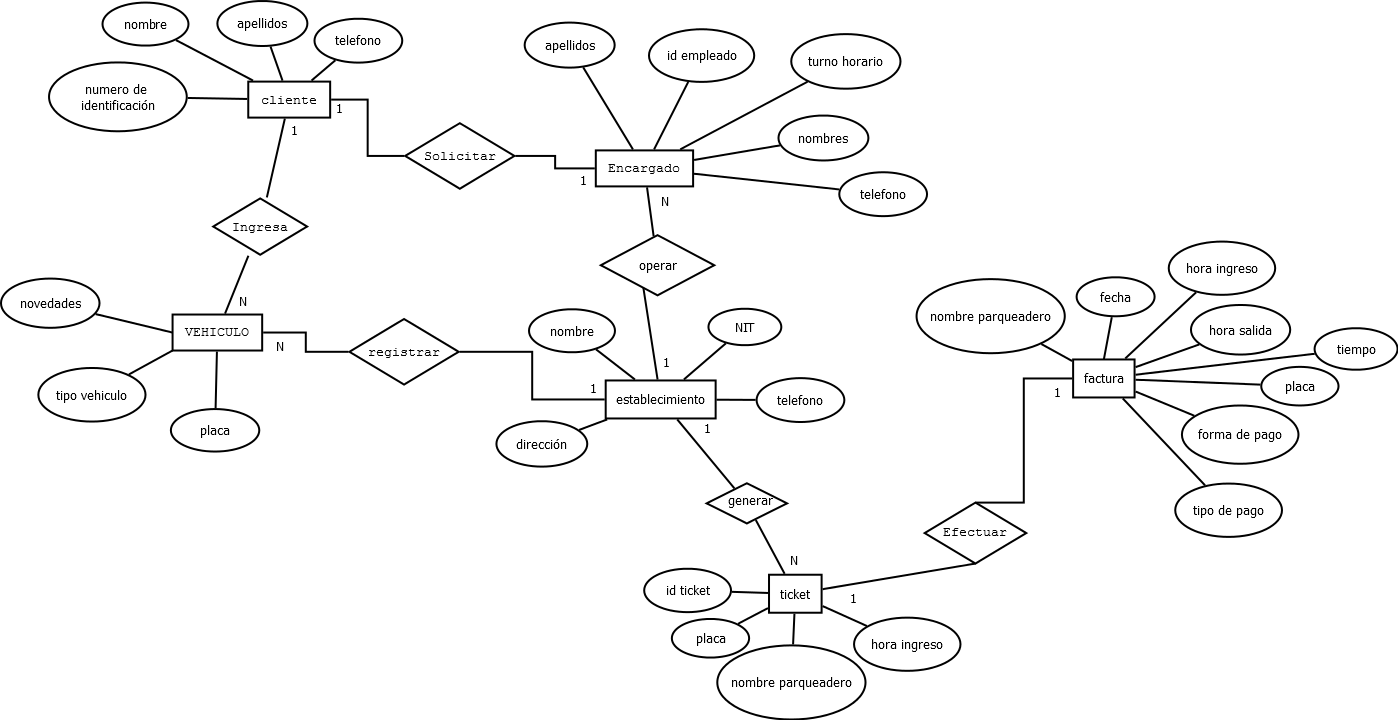 nombre
apellidos
telefono
numero de
identificación
cliente
1
1
Solicitar
1
apellidos
id empleado
turno horario
nombres
telefono
Encargado
N
Ingresa
N
operar
1
novedades
VEHICULO
N
tipo vehiculo
placa
registrar
1
nombre
NIT
establecimiento
telefono
dirección
1
generar
N
nombre parqueadero
fecha
hora ingreso
hora salida
tiempo
placa
forma de pago
tipo de pago
factura
1
Efectuar
1
id ticket
ticket
placa
nombre parqueadero
hora ingreso